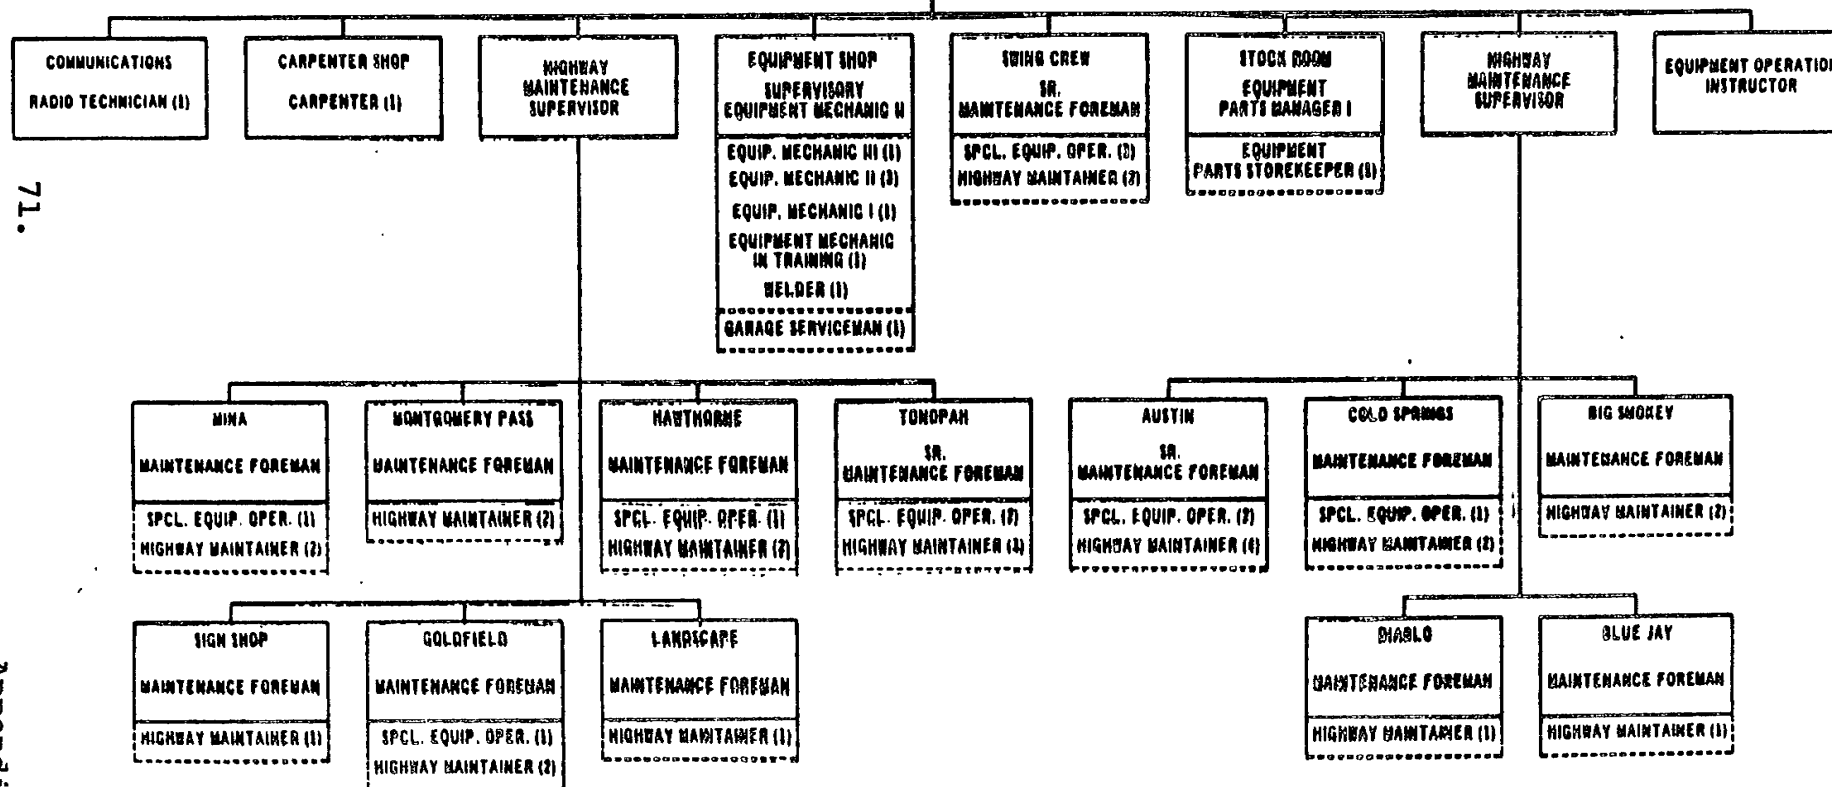 COMMUNICATIONS
RADIO TECHNICIAN (1)
CARPENTER SHOP
CARPENTER (1)
HIGHWAY
MAINTENANCE
SUPERVISOR
EQUIPMENT SHOP
SUPERVISORY
EQUIPMENT MECHANIC II
EQUIP. MECHANIC III (1)
EQUIP. MECHANIC II (3)
EQUIP. MECHANIC I (1)
EQUIPMENT MECHANIC
IN TRAINING (1)
WELDER (1)
GARAGE SERVICEMAN (1)
SWING CREW
SR.
MAINTENANCE FOREMAN
SPCL. EQUIP. OPER.
HIGHWAY MAINTAINER
STOCK ROOM
EQUIPMENT
PARTS MANAGER I
EQUIPMENT
PARTS STOREKEEPER
HIGHWAY
MAINTENANCE
SUPERVISOR
EQUIPMENT OPERATION
INSTRUCTOR
71.
MINA
MAINTENANCE FOREMAN
SPCL. EQUIP. OPER. (1)
HIGHWAY MAINTAINER (2)
MONTGOMERY PASS
MAINTENANCE FOREMAN
HIGHWAY MAINTAINER (2)
HAWTHORNE
MAINTENANCE FOREMAN
SPCL. EQUIP. OPER. (1)
HIGHWAY MAINTAINER (2)
TONOPAH
SR.
MAINTENANCE FOREMAN
SPCL. EQUIP. OPER. (2)
HIGHWAY MAINTAINER
AUSTIN
SR.
MAINTENANCE FOREMAN
SPCL. EQUIP. OPER. (2)
HIGHWAY MAINTAINER
COLD SPRINGS
MAINTENANCE FOREMAN
SPCL. EQUIP. OPER. (1)
HIGHWAY MAINTAINER (2)
BIG SMOKEY
MAINTENANCE FOREMAN
HIGHWAY MAINTAINER (2)
SIGN SHOP
MAINTENANCE FOREMAN
HIGHWAY MAINTAINER (1)
GOLDFIELD
MAINTENANCE FOREMAN
SPCL. EQUIP. OPER. (1)
HIGHWAY MAINTAINER (2)
LANDSCAPE
MAINTENANCE FOREMAN
HIGHWAY MAINTAINER (1)
DIABLO
MAINTENANCE FOREMAN
HIGHWAY MAINTAINER (1)
BLUE JAY
MAINTENANCE FOREMAN
HIGHWAY MAINTAINER (1)